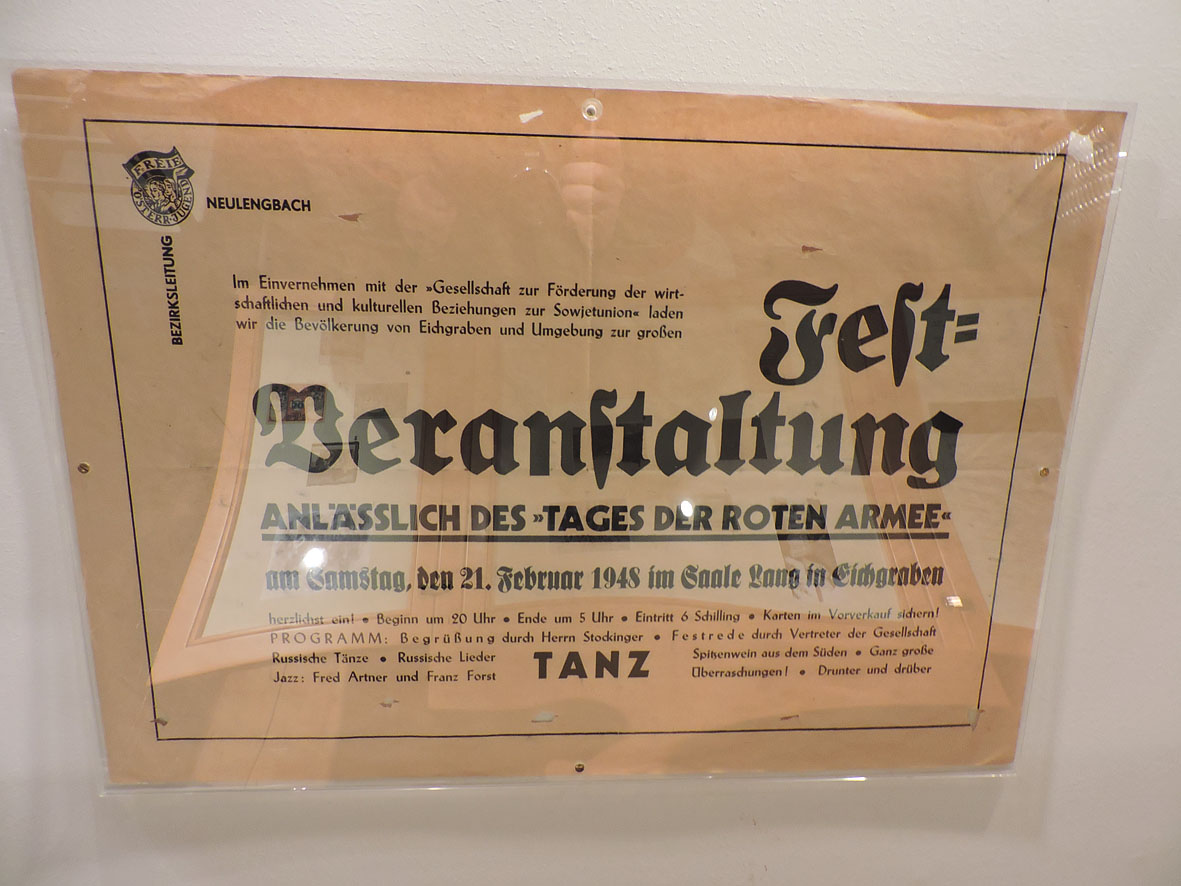 FREIE
ÖSTERR. JUGEND
NEULENGBACH
BEZIRKSLEITUNG
Im Einvernehmen mit der »Gesellschaft zur Förderung der wirt-
schaftlichen und kulturellen Beziehungen zur Sowjetunion« laden
wir die Bevölkerung von Eichgraben und Umgebung zur großen
Fest=
Veranstaltung
ANLÄSSLICH DES »TAGES DER ROTEN ARMEE«
am Samstag, den 21. Februar 1948 im Saale Lang in Eichgraben
herzlichst ein! • Beginn um 20 Uhr • Ende um 5 Uhr • Eintritt 6 Schilling • Karten im Vorverkauf sichern!
PROGRAMM: Begrüßung durch Herrn Stockinger • Festrede durch Vertreter der Gesellschaft
Russische Tänze • Russische Lieder
Jazz: Fred Artner und Franz Forst
TANZ
Spitzenwein aus dem Süden • Ganz große
Überraschungen! • Drunter und drüber